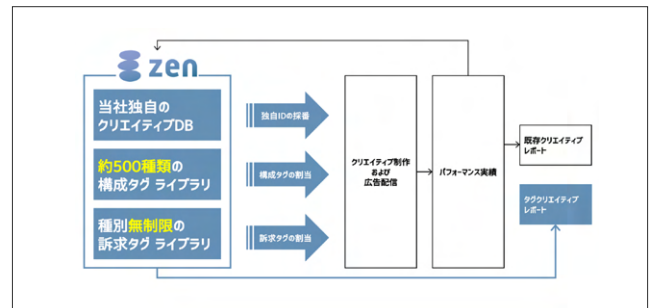 zen
当社独自の
クリエイティブDB
約500種類の
構成タグ ライブラリ
種別無制限の
訴求タグ ライブラリ
独自IDの採番
構成タグの割当
訴求タグの割当
クリエイティブ制作
および
広告配信
パフォーマンス実績
既存クリエイティブ
レポート
タグクリエイティブ
レポート